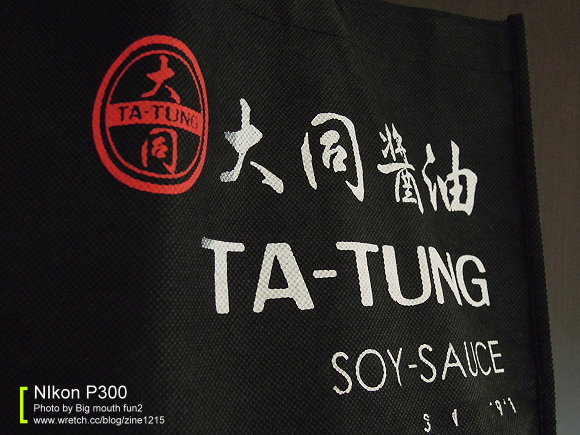 大
TA-TUNG
同
大同醬油
TA-TUNG
SOY-SAUCE
NIkon P300
Photo by Big mouth fun2
www.wretch.cc/blog/zine1215